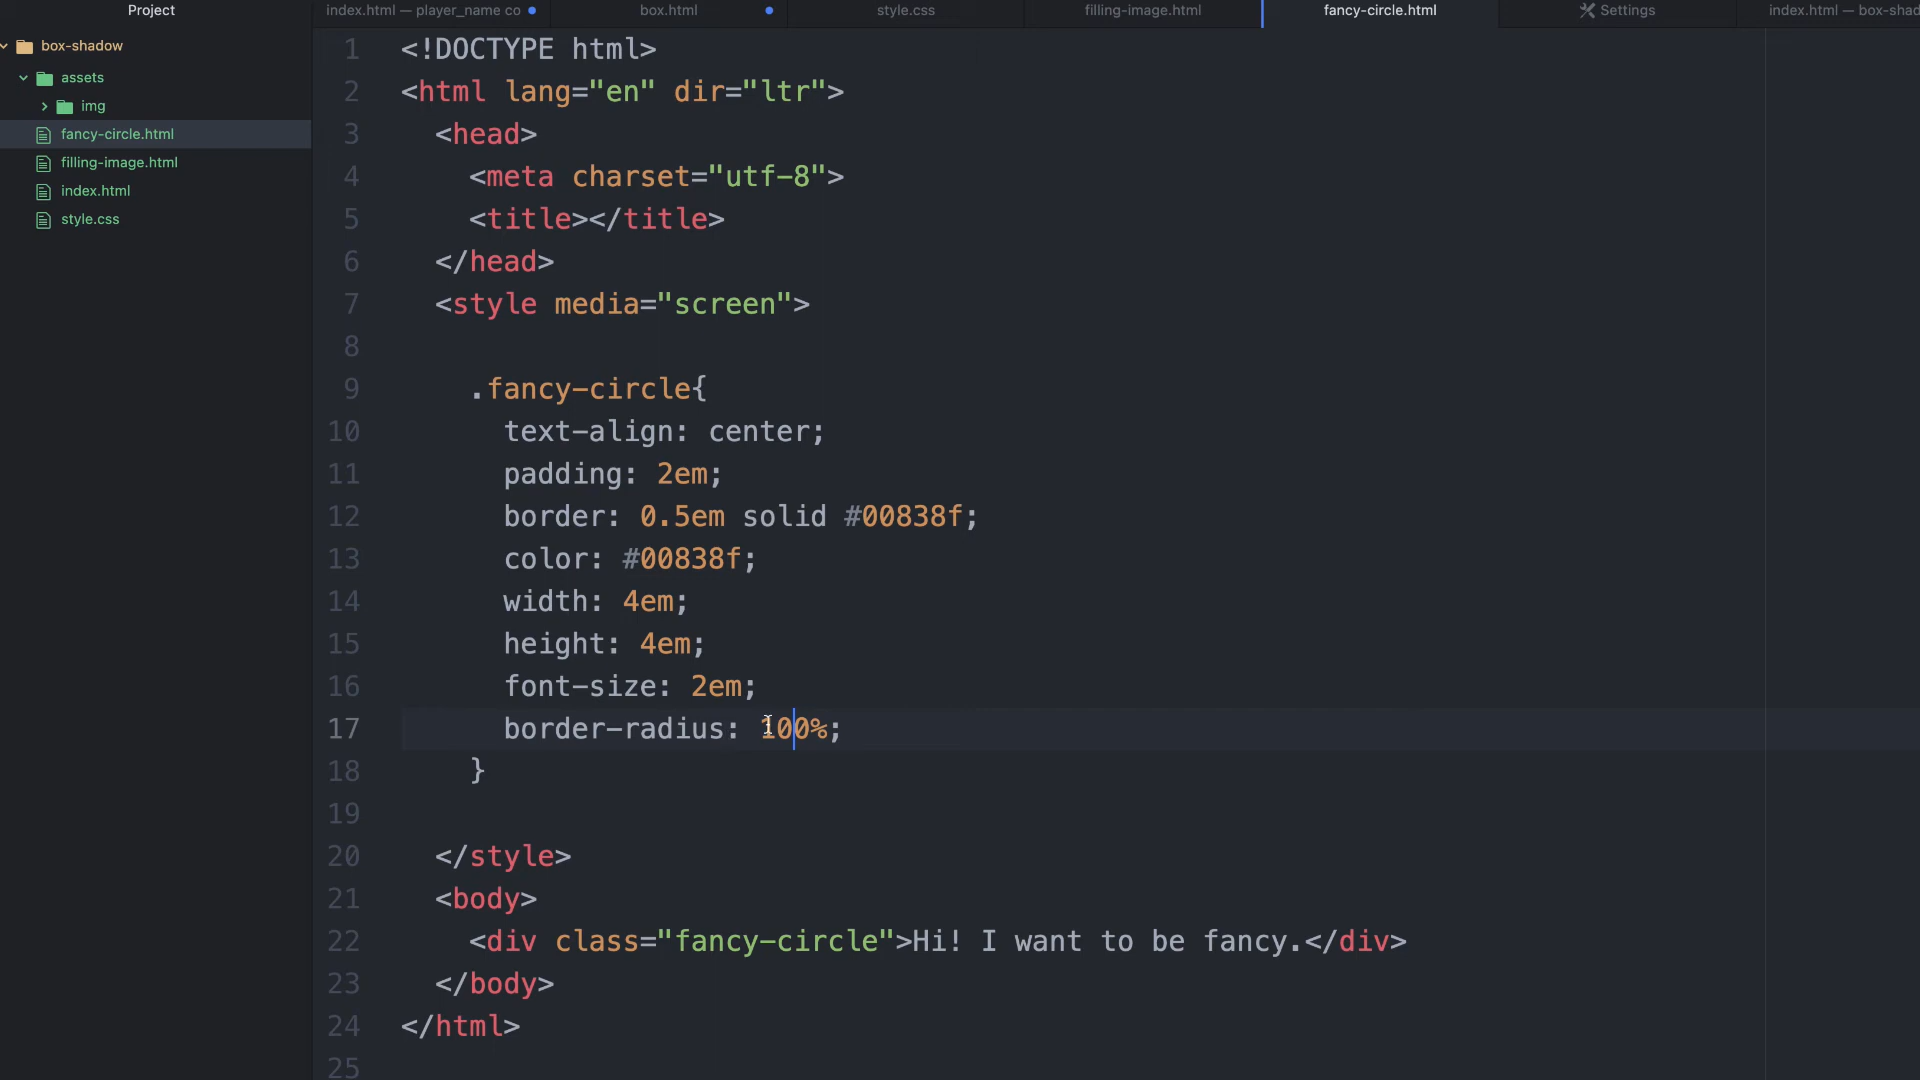 Project
index.html — player_name co
box.html
style.css
filling-image.html
fancy-circle.html
Settings
index.html — box-shad
box-shadow
assets
img
fancy-circle.html
filling-image.html
index.html
style.css
1 <!DOCTYPE html>
2 <html lang="en" dir="ltr">
3 <head>
4 <meta charset="utf-8">
5 <title></title>
6 </head>
7 <style media="screen">
8
9 .fancy-circle{
10 text-align: center;
11 padding: 2em;
12 border: 0.5em solid #00838f;
13 color: #00838f;
14 width: 4em;
15 height: 4em;
16 font-size: 2em;
17 border-radius: 100%;
18 }
19
20 </style>
21 <body>
22 <div class="fancy-circle">Hi! I want to be fancy.</div>
23 </body>
24 </html>
25